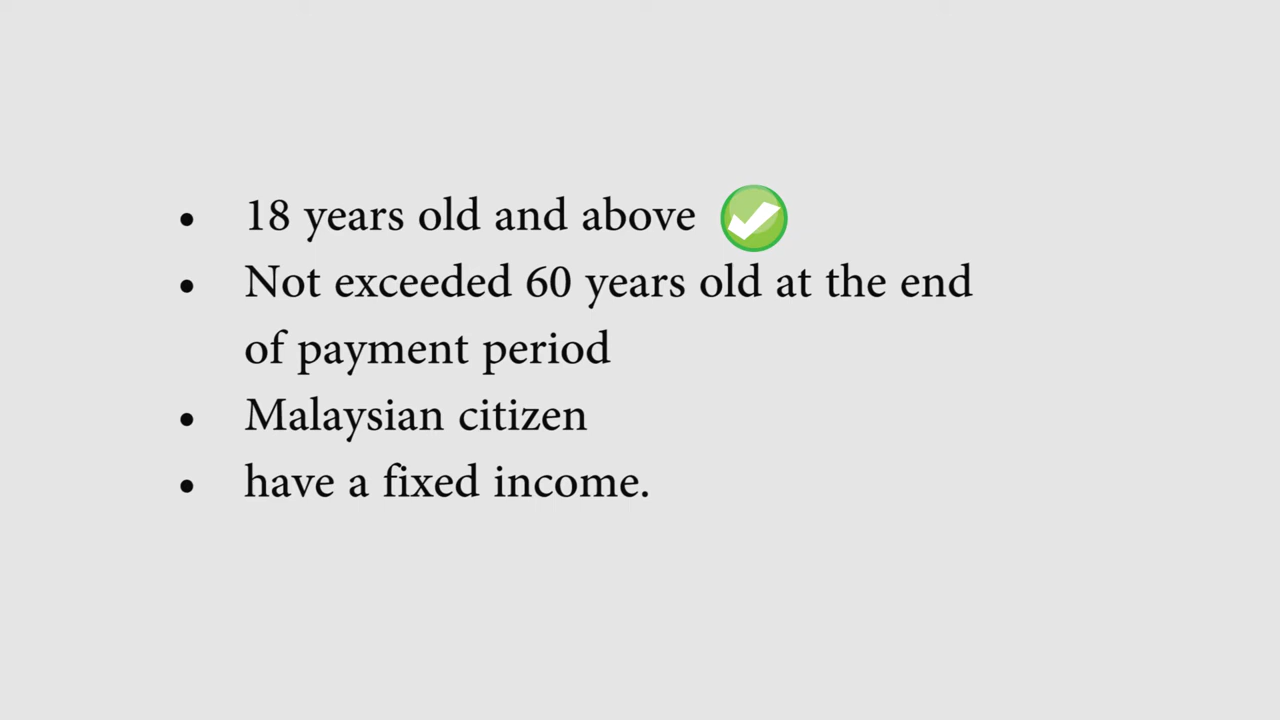 • 18 years old and above
• Not exceeded 60 years old at the end
of payment period
• Malaysian citizen
• have a fixed income.